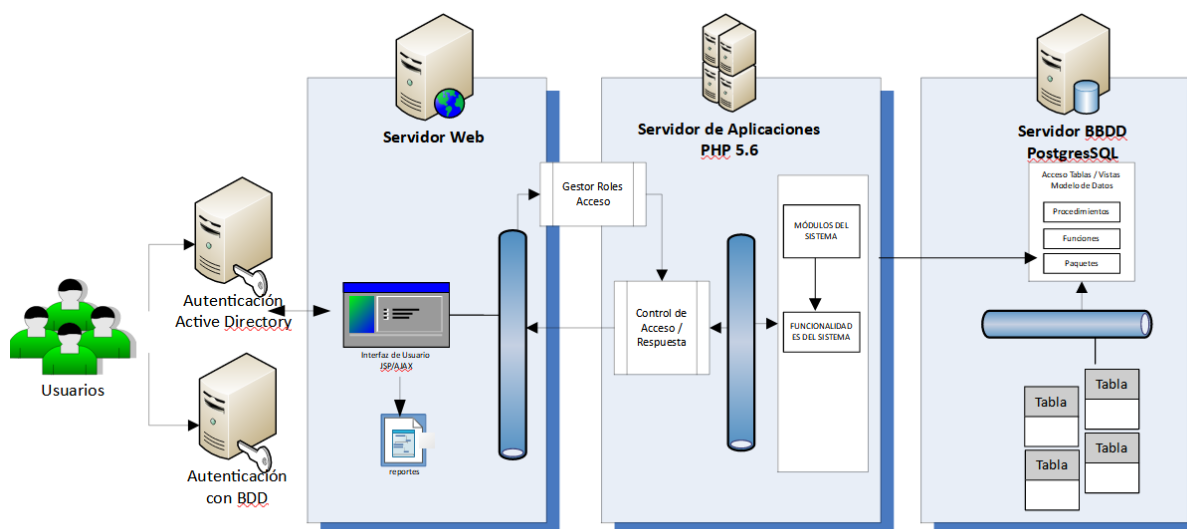 Servidor Web
Servidor de Aplicaciones
PHP 5.6
Servidor BBDD
PostgresSQL
Acceso Tablas / Vistas
Modelo de Datos
Procedimientos
Funciones
Paquetes
Gestor Roles
Acceso
MÓDULOS DEL
SISTEMA
FUNCIONALIDAD
ES DEL SISTEMA
Control de
Acceso /
Respuesta
Autenticación
Active Directory
Interfaz de Usuario
JSP/AJAX
reportes
Usuarios
Autenticación
con BDD
Tabla
Tabla
Tabla
Tabla